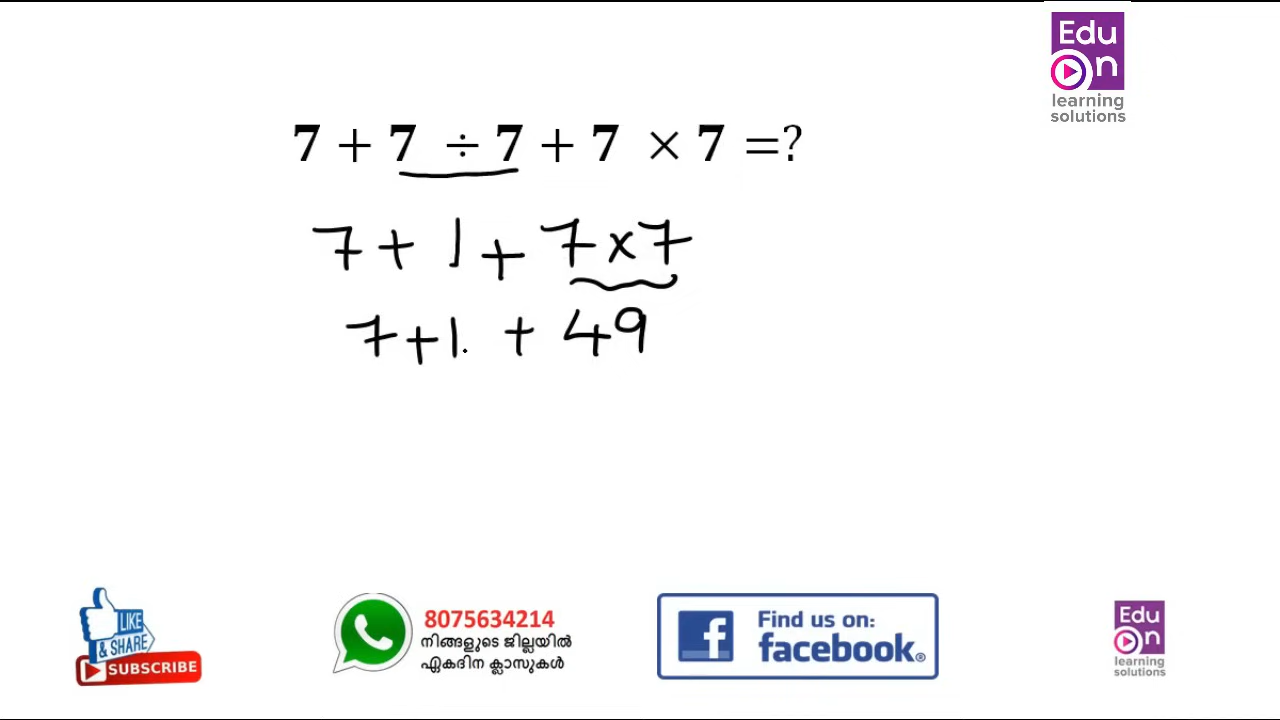 Edu
On
learning
solutions
7 + 7 ÷ 7 + 7 × 7 =?
7 + 1 + 7 x 7
7 + 1 + 49
LIKE
& SHARE
SUBSCRIBE
8075634214
നിങ്ങളുടെ ജില്ലയിൽ
ഏകദിന ക്ലാസുകൾ
f
Find us on:
facebook®
Edu
On
learning
solutions